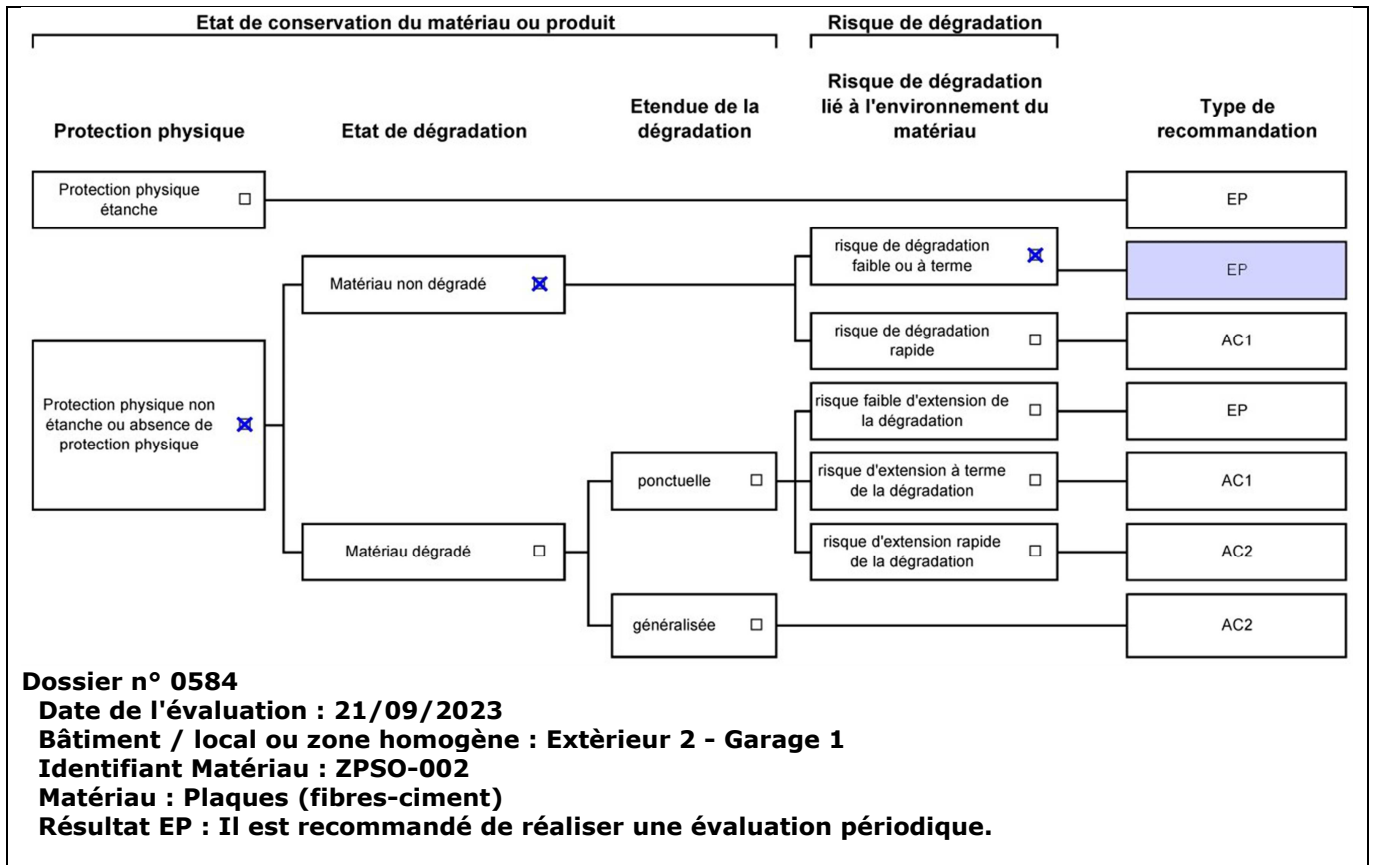 Etat de conservation du matériau ou produit
Risque de dégradation
Protection physique
Etat de dégradation
Etendue de la
dégradation
Risque de dégradation
lié à l'environnement du
matériau
Type de
recommandation
Protection physique
étanche
EP
risque de dégradation
faible ou à terme
EP
Matériau non dégradé
risque de dégradation
rapide
AC1
Protection physique non
étanche ou absence de
protection physique
risque faible d'extension de
la dégradation
EP
ponctuelle
risque d'extension à terme
de la dégradation
AC1
Matériau dégradé
risque d'extension rapide
de la dégradation
AC2
généralisée
AC2
Dossier n° 0584
Date de l'évaluation : 21/09/2023
Bâtiment / local ou zone homogène : Extèrieur 2 - Garage 1
Identifiant Matériau : ZPSO-002
Matériau : Plaques (fibres-ciment)
Résultat EP : Il est recommandé de réaliser une évaluation périodique.